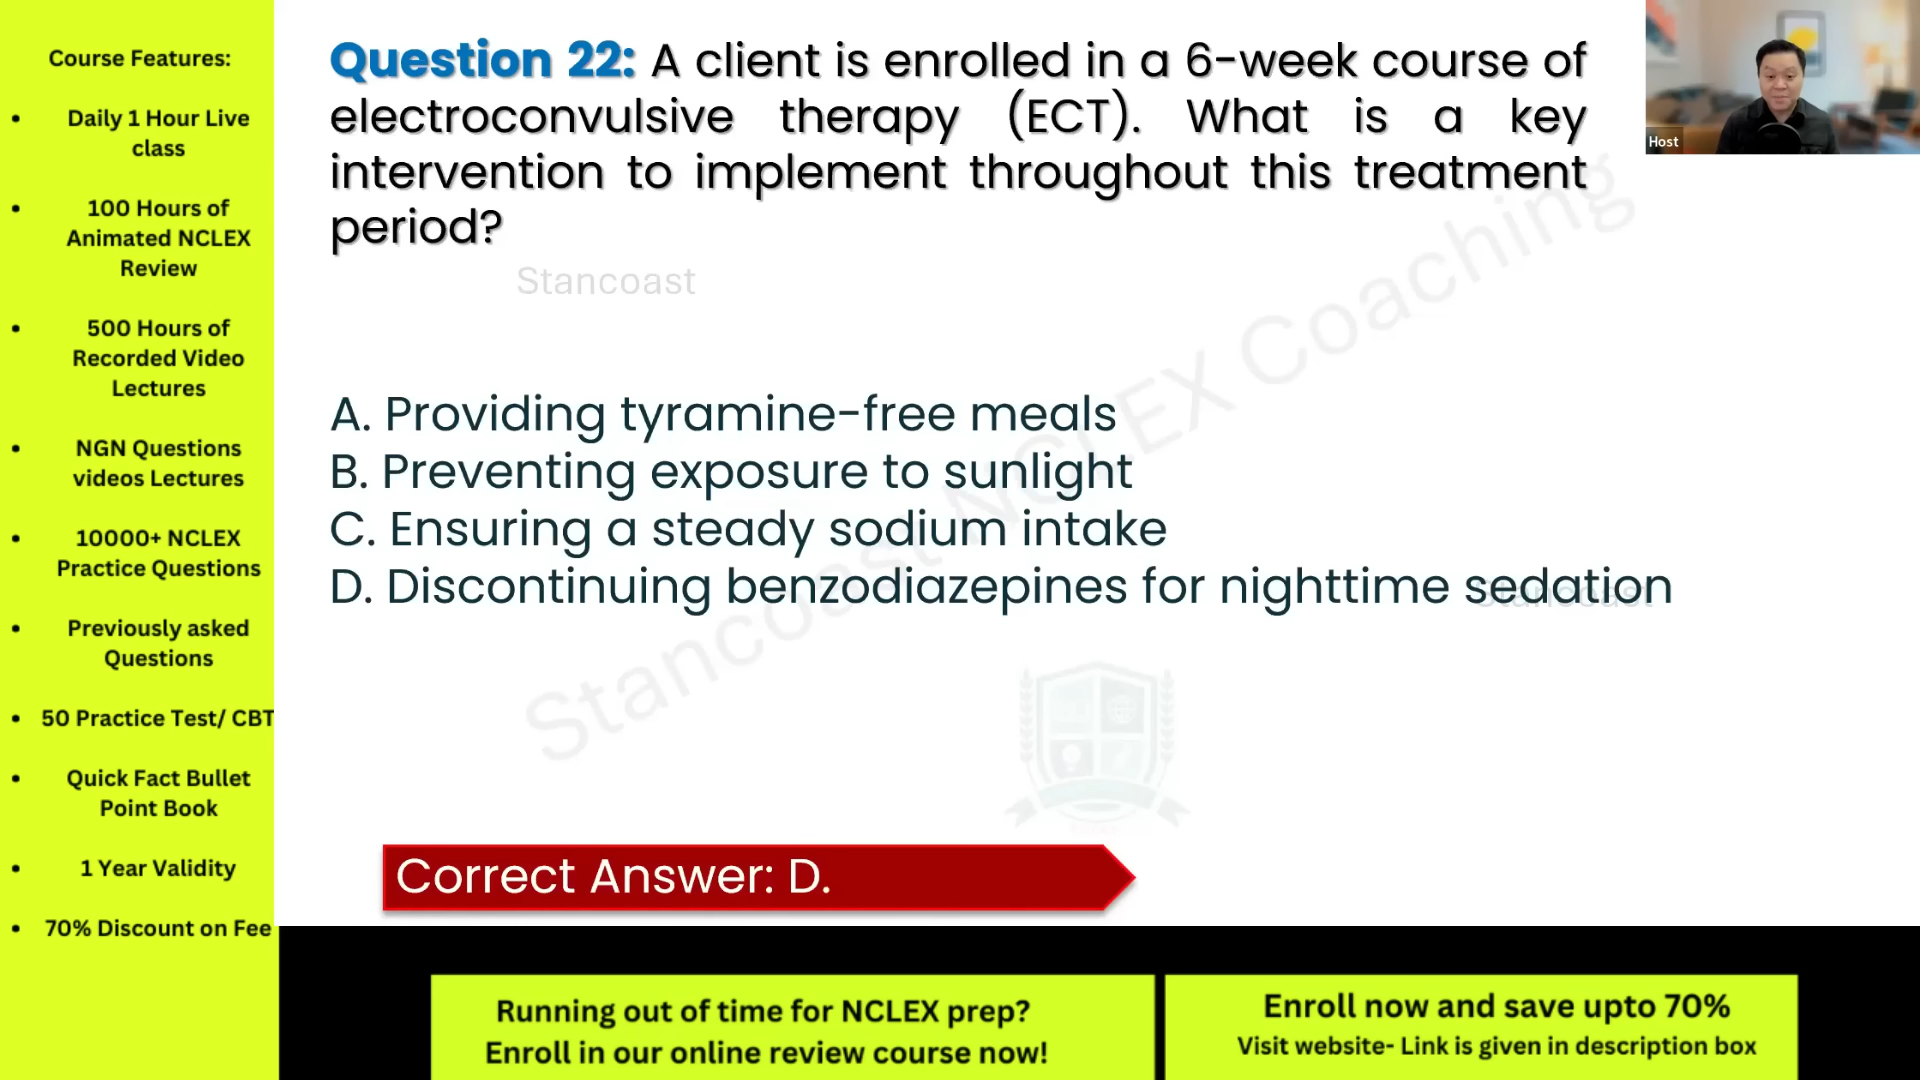 Course Features:
• Daily 1 Hour Live
class
• 100 Hours of
Animated NCLEX
Review
• 500 Hours of
Recorded Video
Lectures
• NGN Questions
videos Lectures
• 10000+ NCLEX
Practice Questions
• Previously asked
Questions
• 50 Practice Test/ CBT
• Quick Fact Bullet
Point Book
• 1 Year Validity
• 70% Discount on Fee
Question 22: A client is enrolled in a 6-week course of
electroconvulsive therapy (ECT). What is a key
intervention to implement throughout this treatment
period?
Stancoast
A. Providing tyramine-free meals
B. Preventing exposure to sunlight
C. Ensuring a steady sodium intake
D. Discontinuing benzodiazepines for nighttime sedation
Stancoast
Stancoast NCLEX Coaching
Correct Answer: D.
Host
Running out of time for NCLEX prep?
Enroll in our online review course now!
Enroll now and save upto 70%
Visit website- Link is given in description box